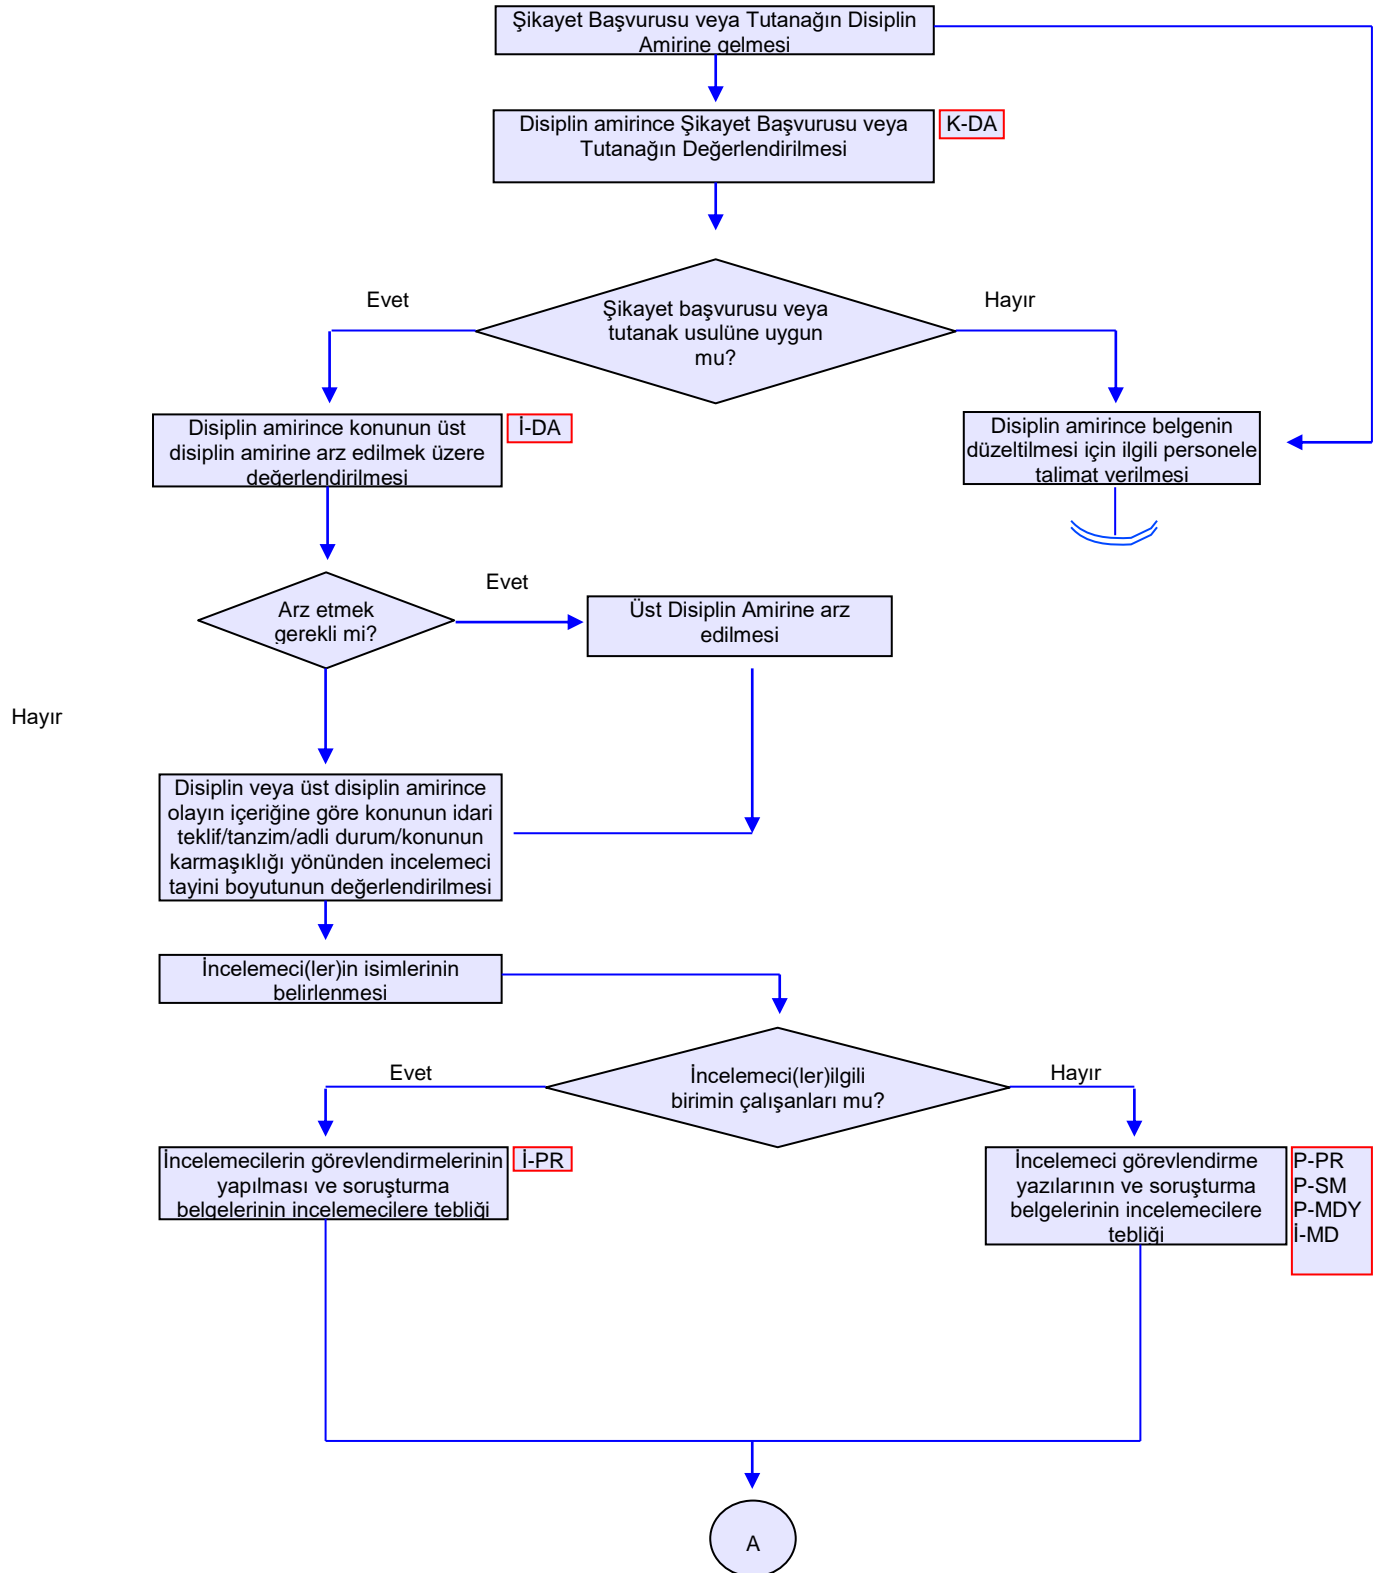 Şikayet Başvurusu veya Tutanağın Disiplin
Amirine gelmesi
Disiplin amirince Şikayet Başvurusu veya
Tutanağın Değerlendirilmesi
K-DA
Evet
Hayır
Şikayet başvurusu veya
tutanak usulüne uygun
mu?
Disiplin amirince konunun üst
disiplin amirine arz edilmek üzere
değerlendirilmesi
İ-DA
Disiplin amirince belgenin
düzeltilmesi için ilgili personele
talimat verilmesi
Arz etmek
gerekli mi?
Evet
Üst Disiplin Amirine arz
edilmesi
Hayır
Disiplin veya üst disiplin amirince
olayın içeriğine göre konunun idari
teklif/tanzim/adli durum/konunun
karmaşıklığı yönünden incelemeci
tayini boyutunun değerlendirilmesi
İncelemeci(ler)in isimlerinin
belirlenmesi
Evet
İncelemeci(ler)ilgili
birimin çalışanları mu?
Hayır
İncelemecilerin görevlendirmelerinin
yapılması ve soruşturma
belgelerinin incelemecilere tebliği
İ-PR
İncelemeci görevlendirme
yazılarının ve soruşturma
belgelerinin incelemecilere
tebliği
P-PR
P-SM
P-MDY
İ-MD
A